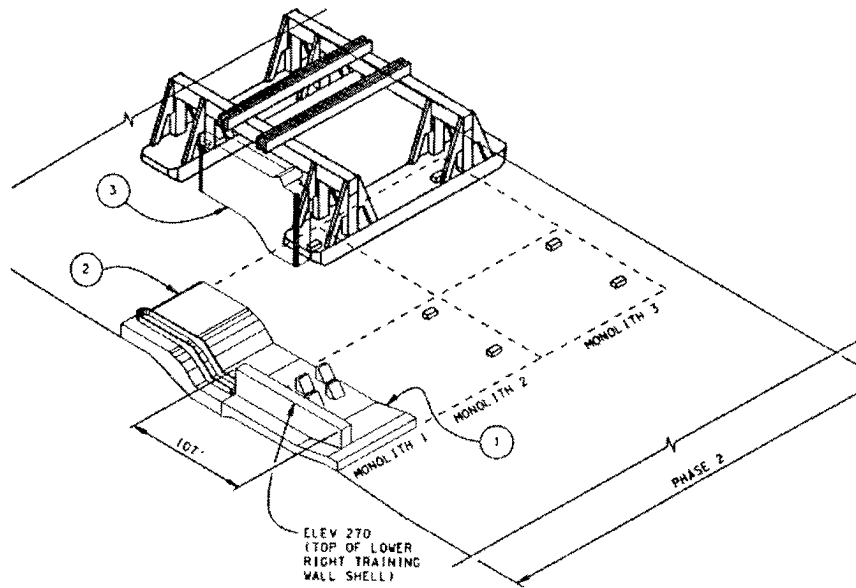 3
2
MONOLITH 3
MONOLITH 2
1
MONOLITH 1
107'
PHASE 2
ELEV 270
(TOP OF LOWER
RIGHT TRAINING
WALL SHELL)